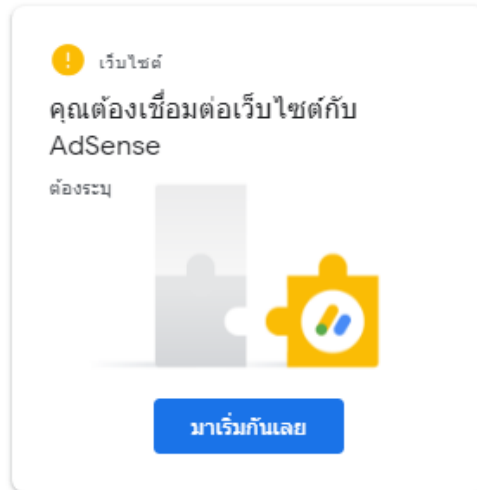 เว็บไซต์
คุณต้องเชื่อมต่อเว็บไซต์กับ
AdSense
ต้องระบุ
มาเริ่มกันเลย